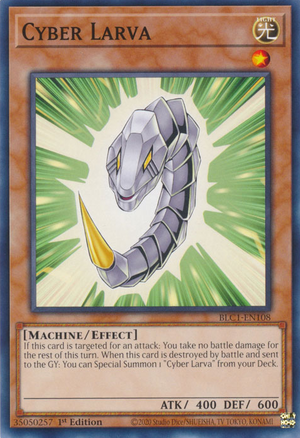 CYBER LARVA
LIGHT
光
BLC1-EN108
[MACHINE/EFFECT]
If this card is targeted for an attack: You take no battle damage for
the rest of this turn. When this card is destroyed by battle and sent
to the GY: You can Special Summon 1 "Cyber Larva" from your Deck.
ATK/ 400 DEF/ 600
35050257 1st Edition ©2020 Studio Dice/SHUEISHA, TV TOKYO, KONAMI